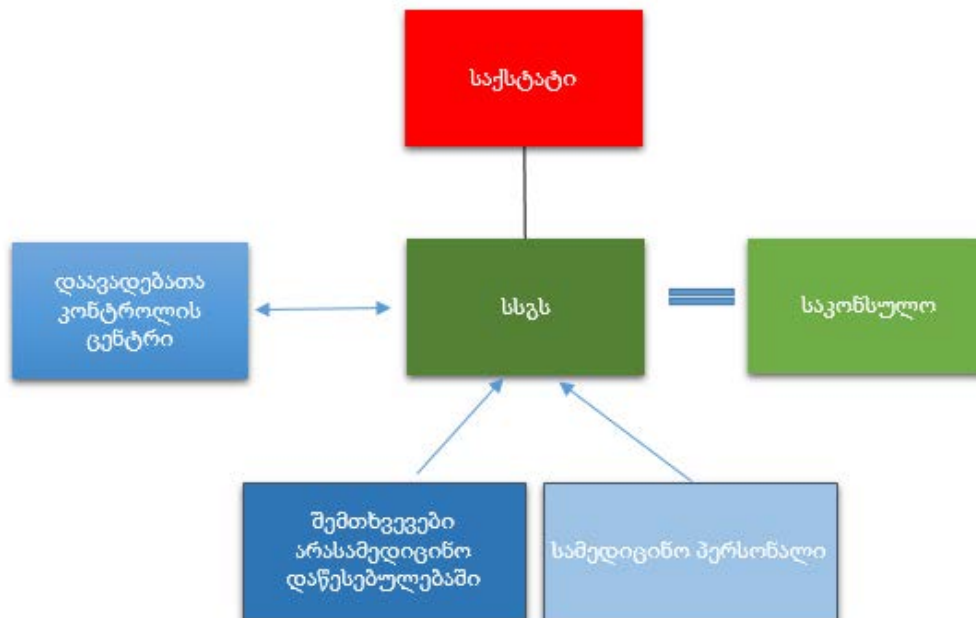 საქსტატი
დაავადებათა
კონტროლის
ცენტრი
სსგს
საკონსულო
შემთხვევები
არასამედიცინო
დაწესებულებაში
სამედიცინო პერსონალი